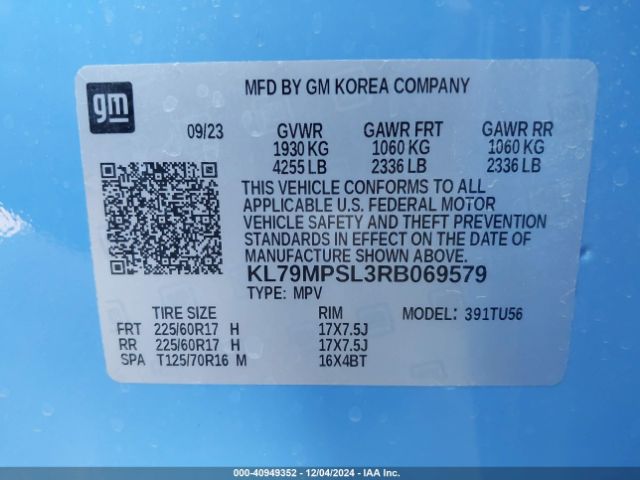 gm
MFD BY GM KOREA COMPANY
09/23 GVWR GAWR FRT GAWR RR
1930 KG 1060 KG 1060 KG
4255 LB 2336 LB 2336 LB
THIS VEHICLE CONFORMS TO ALL
APPLICABLE U.S. FEDERAL MOTOR
VEHICLE SAFETY AND THEFT PREVENTION
STANDARDS IN EFFECT ON THE DATE OF
MANUFACTURE SHOWN ABOVE.
KL79MPSL3RB069579
TYPE: MPV
TIRE SIZE RIM MODEL: 391TU56
FRT 225/60R17 H 17X7.5J
RR 225/60R17 H 17X7.5J
SPA T125/70R16 M 16X4BT
000-40949352 - 12/04/2024 - IAA Inc.